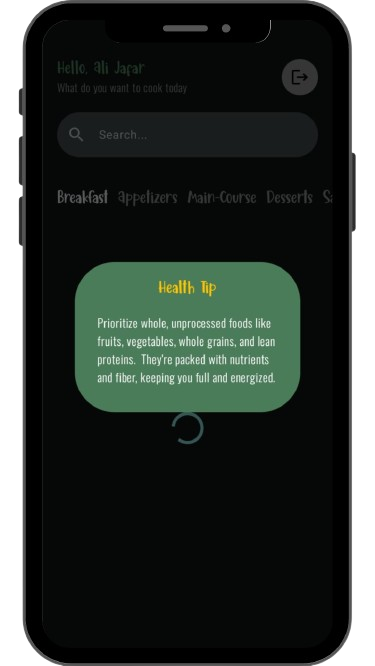 Hello, Ali Jafar
What do you want to cook today
Search...
Breakfast Appetizers Main-Course Desserts Sa
Health Tip
Prioritize whole, unprocessed foods like
fruits, vegetables, whole grains, and lean
proteins. They're packed with nutrients
and fiber, keeping you full and energized.